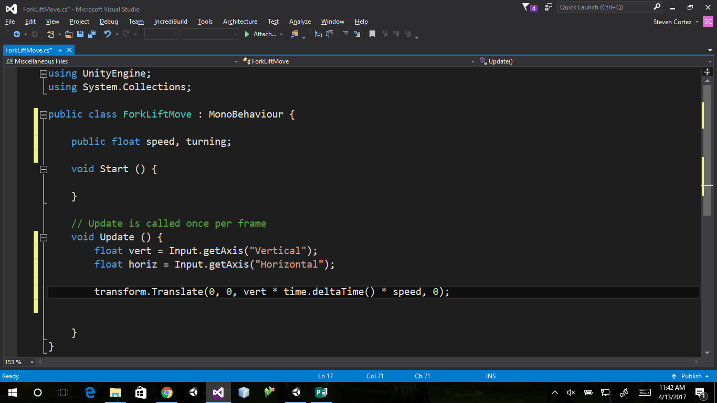 ForkLiftMove.cs* - Microsoft Visual Studio
4
Quick Launch (Ctrl+Q)
File Edit View Project Debug Team IncrediBuild Tools Architecture Test Analyze Window Help
Steven Cortez
SC
Attach...
ForkLiftMove.cs*
Miscellaneous Files
ForkLiftMove
Update()
using UnityEngine;
using System.Collections;
public class ForkLiftMove : MonoBehaviour {
public float speed, turning;
void Start () {
}
// Update is called once per frame
void Update () {
float vert = Input.getAxis("Vertical");
float horiz = Input.getAxis("Horizontal");
transform.Translate(0, 0, vert * time.deltaTime() * speed, 0);
}
}
153 %
Ready
Ln 17
Col 71
Ch 71
INS
Publish
11:42 AM
4/13/2017